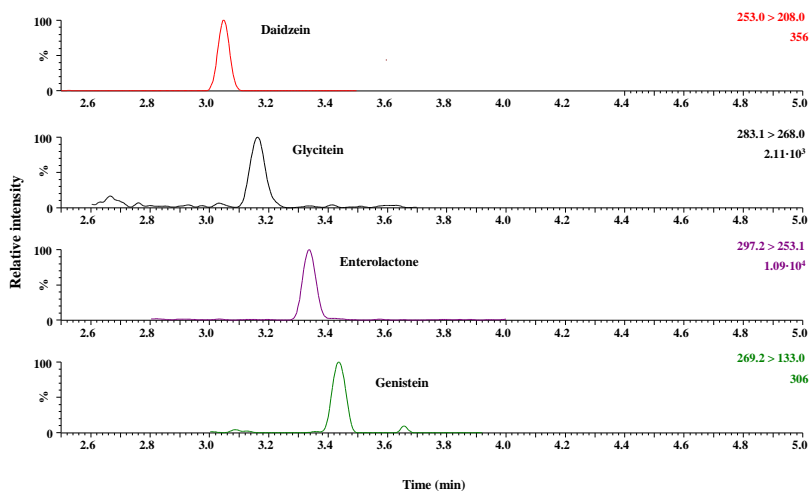 Relative intensity
100
%
0
Daidzein
253.0 > 208.0
356
2.6 2.8 3.0 3.2 3.4 3.6 3.8 4.0 4.2 4.4 4.6 4.8 5.0
100
%
0
Glycitein
283.1 > 268.0
2.11·10³
2.6 2.8 3.0 3.2 3.4 3.6 3.8 4.0 4.2 4.4 4.6 4.8 5.0
100
%
0
Enterolactone
297.2 > 253.1
1.09·10⁴
2.6 2.8 3.0 3.2 3.4 3.6 3.8 4.0 4.2 4.4 4.6 4.8 5.0
100
%
0
Genistein
269.2 > 133.0
306
2.6 2.8 3.0 3.2 3.4 3.6 3.8 4.0 4.2 4.4 4.6 4.8 5.0
Time (min)